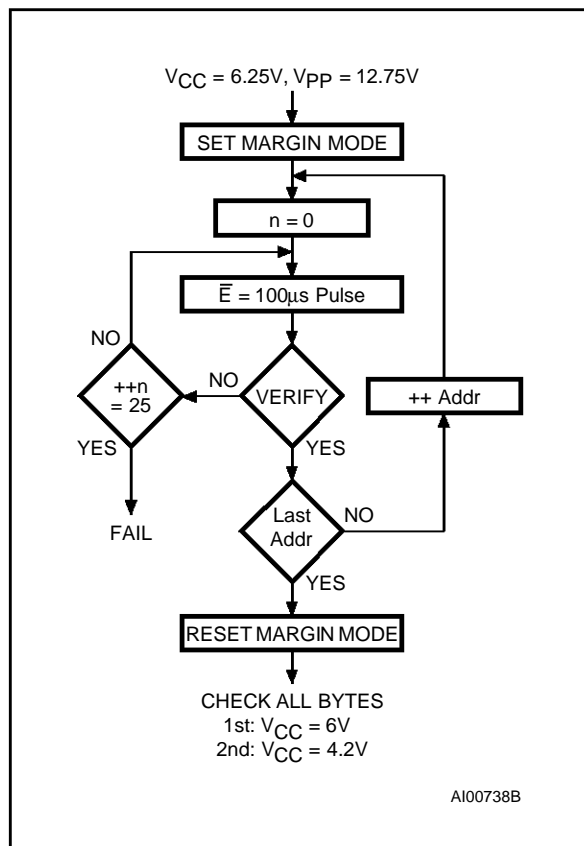 VCC = 6.25V, VPP = 12.75V
SET MARGIN MODE
n = 0
E̅ = 100μs Pulse
NO
++n
= 25
NO
VERIFY
++ Addr
YES
YES
FAIL
Last
Addr
NO
YES
RESET MARGIN MODE
CHECK ALL BYTES
1st: VCC = 6V
2nd: VCC = 4.2V
AI00738B